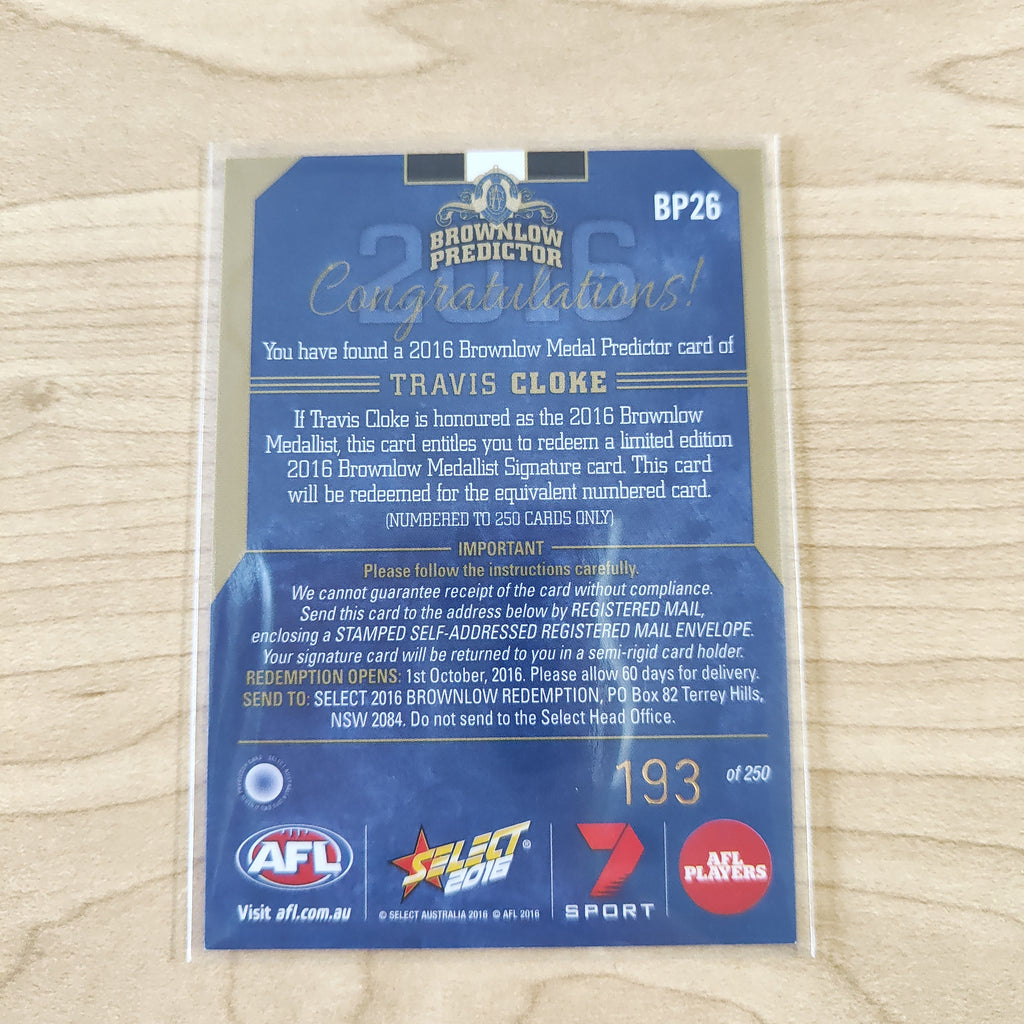 BP26
2016
BROWNLOW
PREDICTOR
Congratulations!
You have found a 2016 Brownlow Medal Predictor card of
TRAVIS CLOKE
If Travis Cloke is honoured as the 2016 Brownlow
Medallist, this card entitles you to redeem a limited edition
2016 Brownlow Medallist Signature card. This card
will be redeemed for the equivalent numbered card.
(NUMBERED TO 250 CARDS ONLY)
IMPORTANT
Please follow the instructions carefully.
We cannot guarantee receipt of the card without compliance.
Send this card to the address below by REGISTERED MAIL,
enclosing a STAMPED SELF-ADDRESSED REGISTERED MAIL ENVELOPE.
Your signature card will be returned to you in a semi-rigid card holder.
REDEMPTION OPENS: 1st October, 2016. Please allow 60 days for delivery.
SEND TO: SELECT 2016 BROWNLOW REDEMPTION, PO Box 82 Terrey Hills,
NSW 2084. Do not send to the Select Head Office.
193 of 250
AFL
Visit afl.com.au
SELECT®
2016
© SELECT AUSTRALIA 2016 © AFL 2016
7
SPORT
AFL
PLAYERS